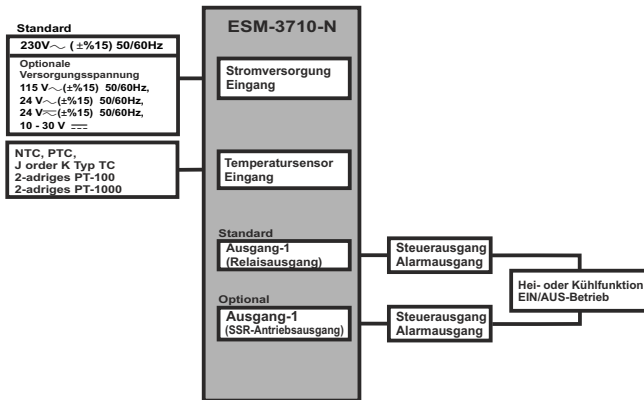 Standard
230V~ (±%15) 50/60Hz
Optionale
Versorgungsspannung
115 V~(±%15) 50/60Hz,
24 V~(±%15) 50/60Hz,
24 V⏦(±%15) 50/60Hz,
10 - 30 V ⎓
NTC, PTC,
J order K Typ TC
2-adriges PT-100
2-adriges PT-1000
ESM-3710-N
Stromversorgung
Eingang
Temperatursensor
Eingang
Standard
Ausgang-1
(Relaisausgang)
Optional
Ausgang-1
(SSR-Antriebsausgang)
Steuerausgang
Alarmausgang
Steuerausgang
Alarmausgang
Hei- oder Kühlfunktion
EIN/AUS-Betrieb